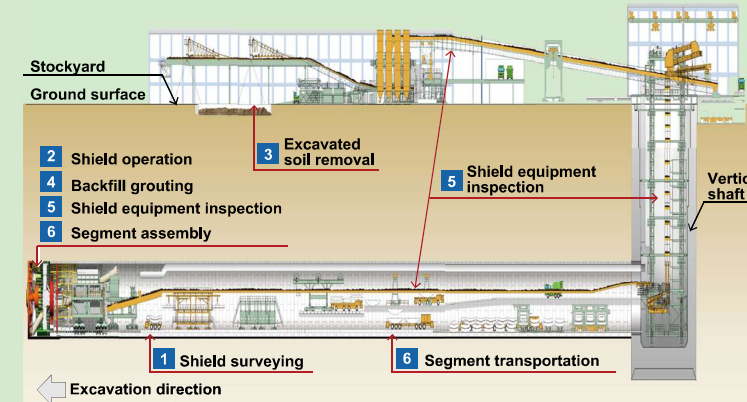 Stockyard
Ground surface
3 Excavated
soil removal
2 Shield operation
4 Backfill grouting
5 Shield equipment inspection
6 Segment assembly
5 Shield equipment
inspection
shaft
1 Shield surveying
6 Segment transportation
Excavation direction